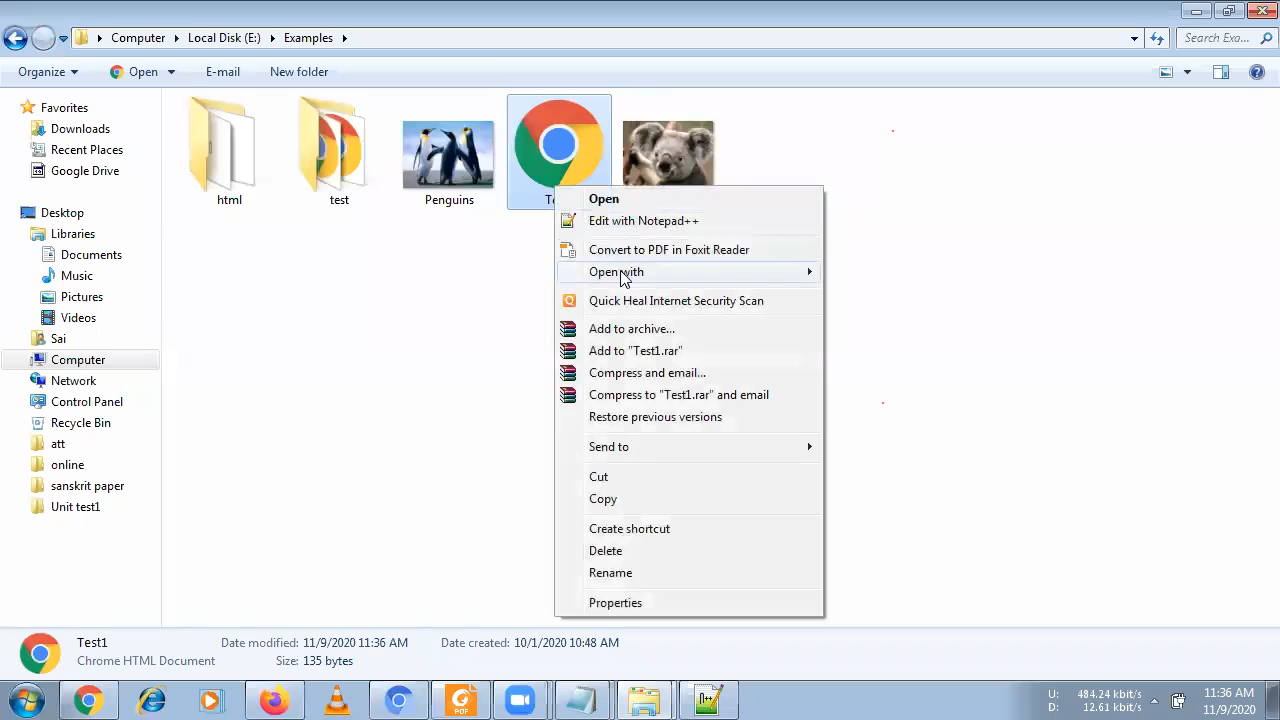 Computer Local Disk (E:) Examples
Search Exa...
Organize Open E-mail New folder
Favorites
Downloads
Recent Places
Google Drive
Desktop
Libraries
Documents
Music
Pictures
Videos
Sai
Computer
Network
Control Panel
Recycle Bin
att
online
sanskrit paper
Unit test1
html
test
Penguins
Open
Edit with Notepad++
Convert to PDF in Foxit Reader
Open with
Quick Heal Internet Security Scan
Add to archive...
Add to "Test1.rar"
Compress and email...
Compress to "Test1.rar" and email
Restore previous versions
Send to
Cut
Copy
Create shortcut
Delete
Rename
Properties
Test1 Date modified: 11/9/2020 11:36 AM Date created: 10/1/2020 10:48 AM
Chrome HTML Document Size: 135 bytes
PDF
U: 484.24 kbit/s
D: 12.61 kbit/s
11:36 AM
11/9/2020